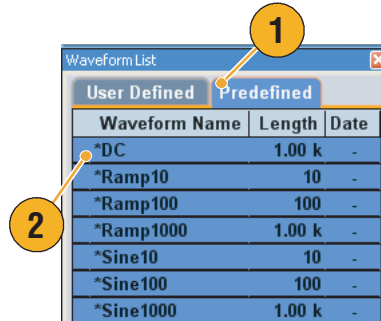 1
Waveform List
User Defined Predefined
Waveform Name Length Date
*DC 1.00 k -
*Ramp10 10 -
*Ramp100 100 -
*Ramp1000 1.00 k -
*Sine10 10 -
*Sine100 100 -
*Sine1000 1.00 k -
2